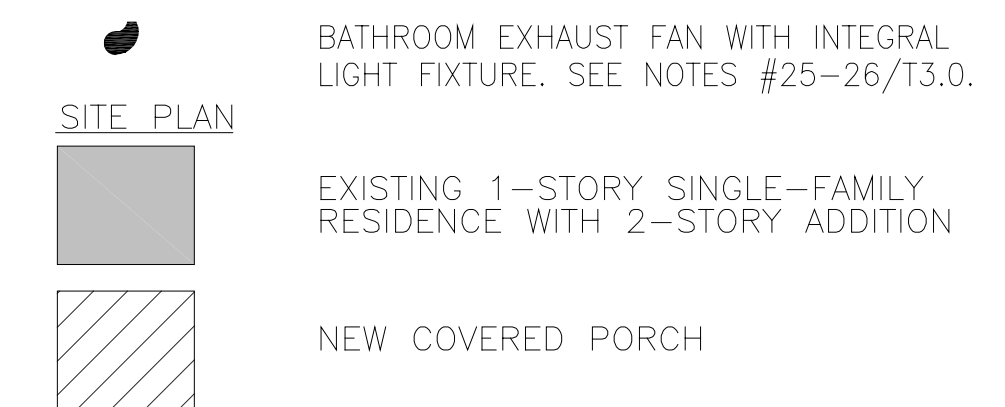 BATHROOM EXHAUST FAN WITH INTEGRAL
LIGHT FIXTURE. SEE NOTES #25-26/T3.0.
SITE PLAN
EXISTING 1-STORY SINGLE-FAMILY
RESIDENCE WITH 2-STORY ADDITION
NEW COVERED PORCH